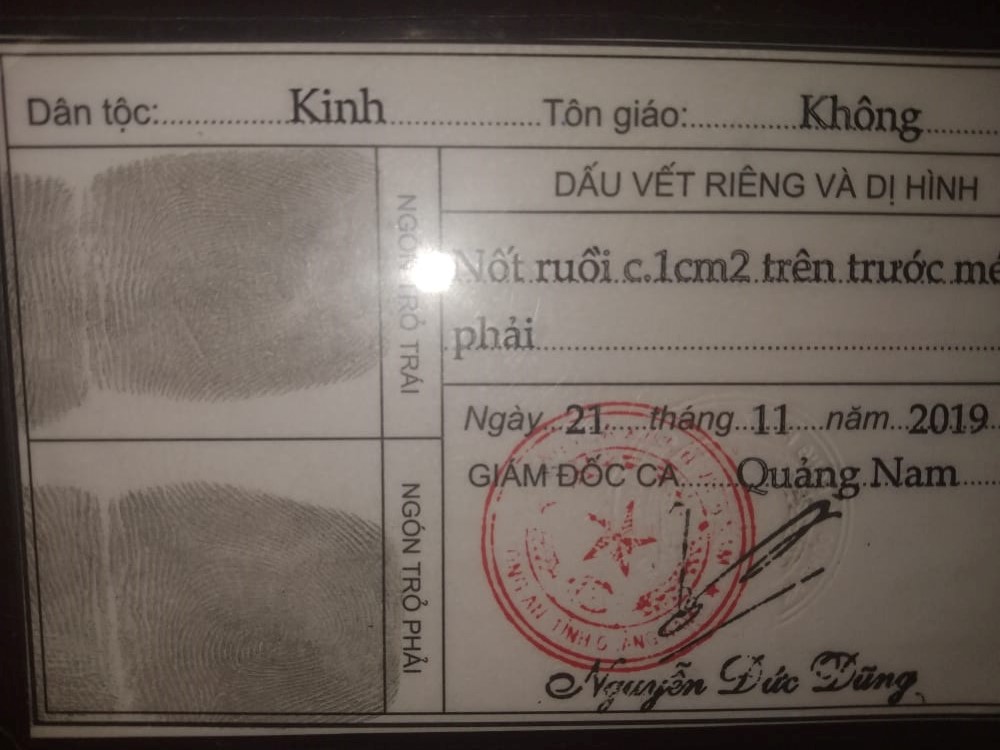 Dân tộc: Kinh Tôn giáo: Không
DẤU VẾT RIÊNG VÀ DỊ HÌNH
NGÓN TRỎ TRÁI
Nốt ruồi c.1cm2 trên trước mé
phải
Ngày 21 tháng 11 năm 2019
GIÁM ĐỐC CA Quảng Nam
NGÓN TRỎ PHẢI
Nguyễn Đức Dũng